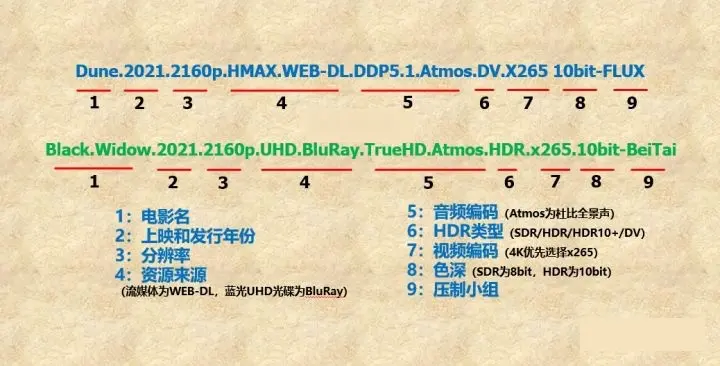 Dune.2021.2160p.HMAX.WEB-DL.DDP5.1.Atmos.DV.X265 10bit-FLUX
1 2 3 4 5 6 7 8 9
Black.Widow.2021.2160p.UHD.BluRay.TrueHD.Atmos.HDR.x265.10bit-BeiTai
1 2 3 4 5 6 7 8 9
1：电影名
2：上映和发行年份
3：分辨率
4：资源来源
（流媒体为WEB-DL，蓝光UHD光碟为BluRay）
5：音频编码（Atmos为杜比全景声）
6：HDR类型（SDR/HDR/HDR10+/DV）
7：视频编码（4K优先选择x265）
8：色深（SDR为8bit，HDR为10bit）
9：压制小组